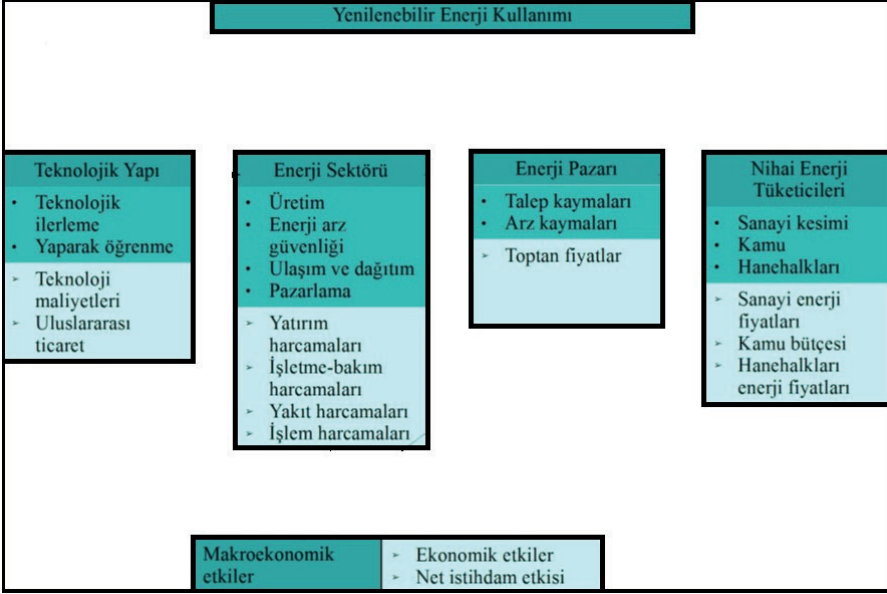 Yenilenebilir Enerji Kullanımı
Teknolojik Yapı
• Teknolojik
ilerleme
• Yaparak öğrenme
➢ Teknoloji
maliyetleri
➢ Uluslararası
ticaret
Enerji Sektörü
• Üretim
• Enerji arz
güvenliği
• Ulaşım ve dağıtım
• Pazarlama
➢ Yatırım
harcamaları
➢ İşletme-bakım
harcamaları
➢ Yakıt harcamaları
➢ İşlem harcamaları
Enerji Pazarı
• Talep kaymaları
• Arz kaymaları
➢ Toptan fiyatlar
Nihai Enerji
Tüketicileri
• Sanayi kesimi
• Kamu
• Hanehalkları
➢ Sanayi enerji
fiyatları
➢ Kamu bütçesi
➢ Hanehalkları
enerji fiyatları
Makroekonomik
etkiler
➢ Ekonomik etkiler
➢ Net istihdam etkisi